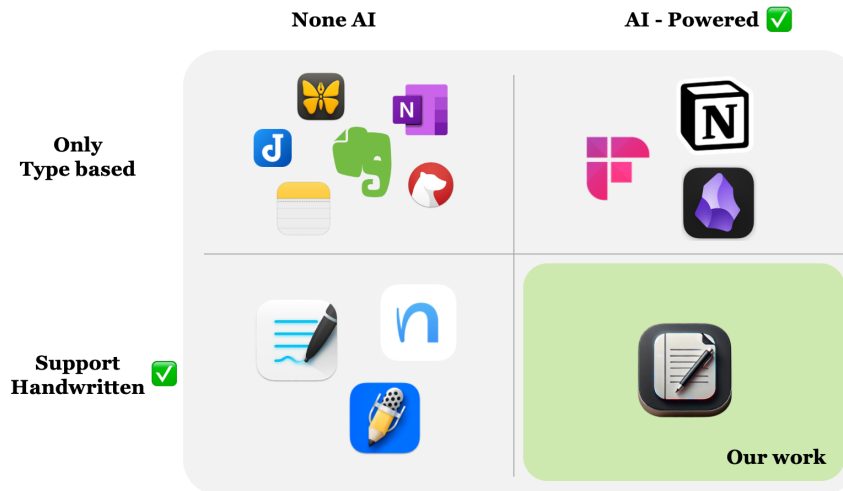 None AI
AI - Powered ✅
Only
Type based
N
N
J
n
Support
Handwritten ✅
Our work